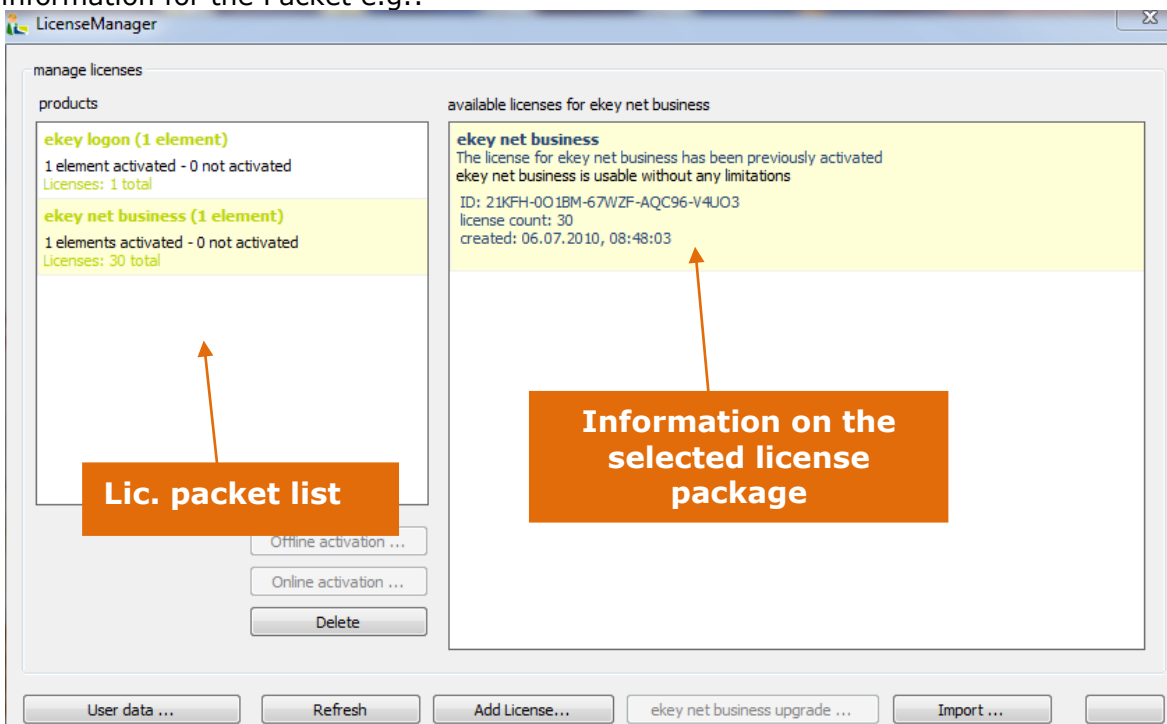 information for the Packet e.g.:
LicenseManager
manage licenses
products
ekey logon (1 element)
1 element activated - 0 not activated
Licenses: 1 total
ekey net business (1 element)
1 elements activated - 0 not activated
Licenses: 30 total
Lic. packet list
Offline activation ...
Online activation ...
Delete
available licenses for ekey net business
ekey net business
The license for ekey net business has been previously activated
ekey net business is usable without any limitations
ID: 21KFH-0O1BM-67WZF-AQC96-V4UO3
license count: 30
created: 06.07.2010, 08:48:03
Information on the
selected license
package
User data ...
Refresh
Add License...
ekey net business upgrade ...
Import ...